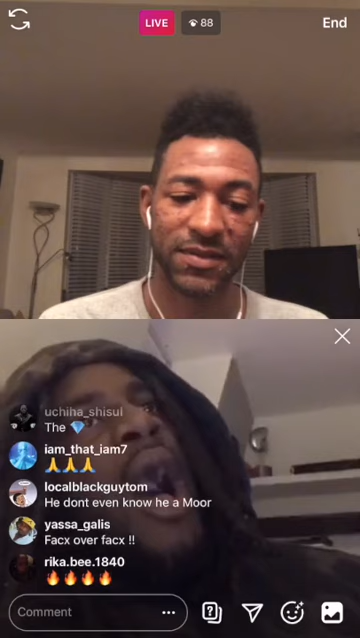 LIVE
88
End
uchiha_shisul
The 💎
iam_that_iam7
🙏🙏🙏
localblackguytom
He dont even know he a Moor
yassa_galis
Facx over facx !!
rika.bee.1840
🔥🔥🔥🔥
Comment